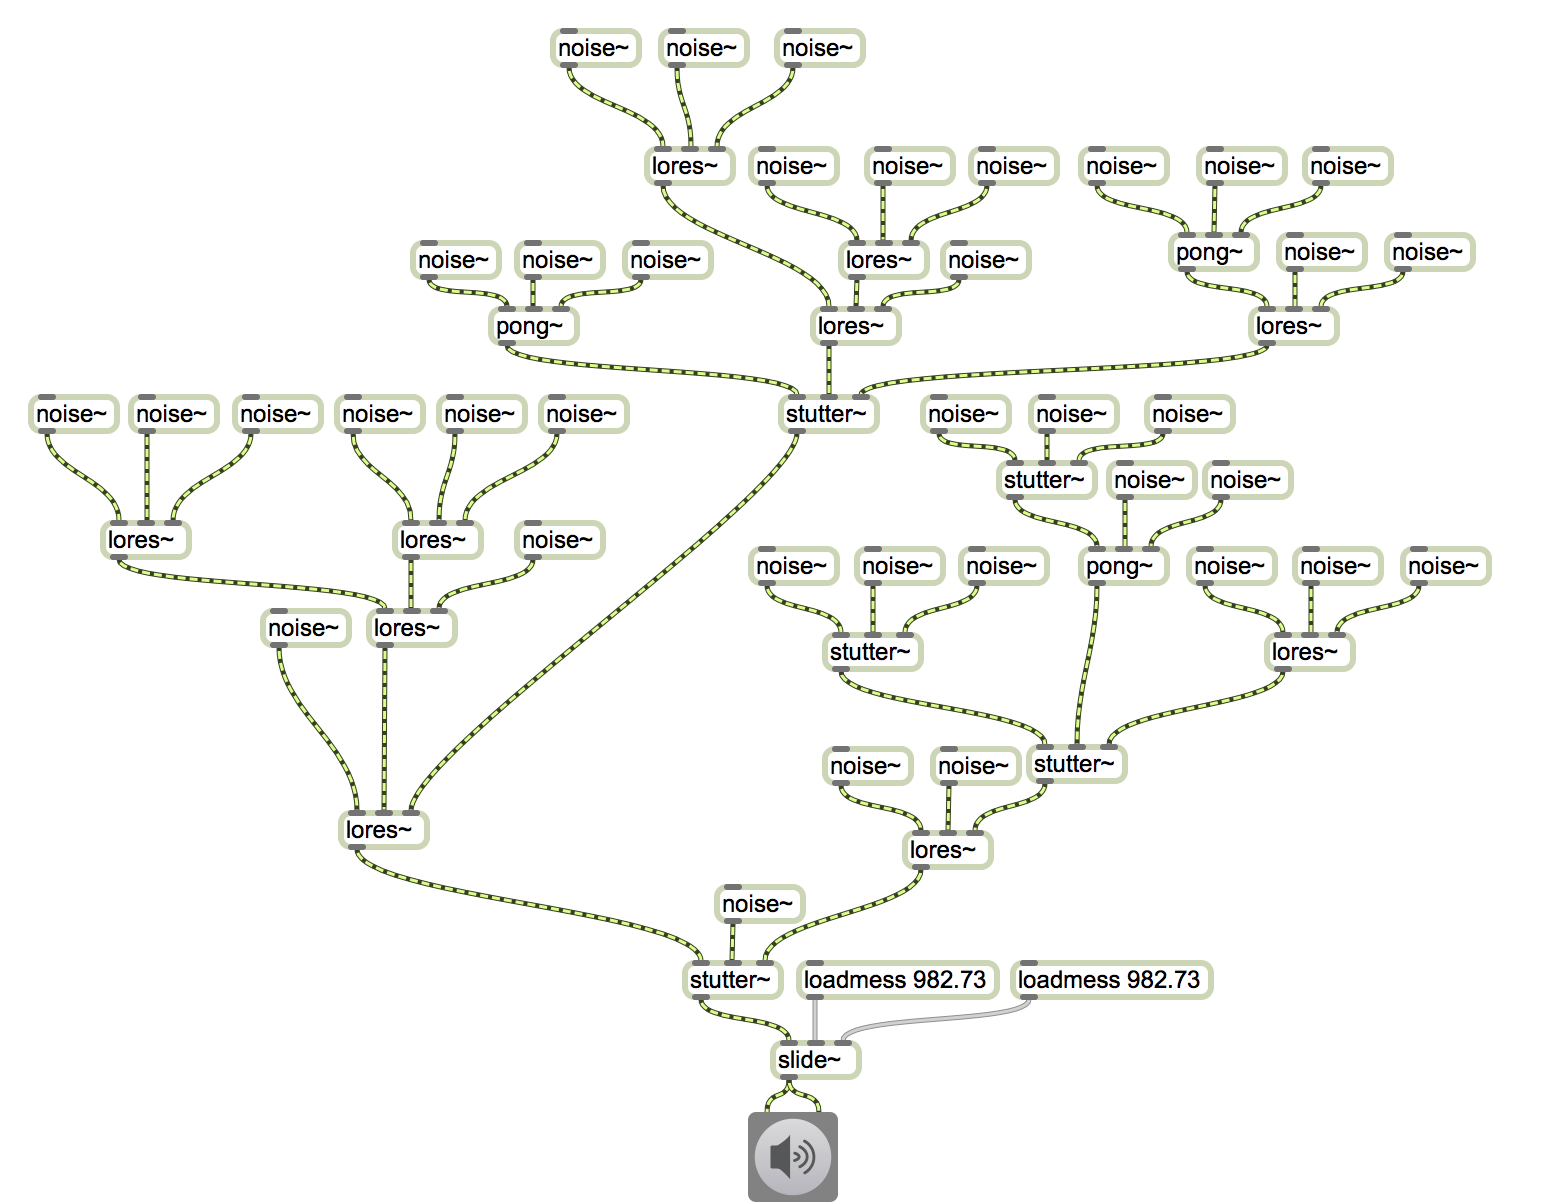 noise~ noise~ noise~
lores~ noise~ noise~ noise~ noise~ noise~ noise~
noise~ noise~ noise~ lores~ noise~ pong~ noise~ noise~
pong~ lores~ lores~
noise~ noise~ noise~ noise~ noise~ noise~ stutter~ noise~ noise~ noise~
stutter~ noise~ noise~
lores~ lores~ noise~
noise~ noise~ noise~ pong~ noise~ noise~ noise~
noise~ lores~
stutter~ lores~
noise~ noise~ stutter~
lores~
lores~
noise~
stutter~ loadmess 982.73 loadmess 982.73
slide~